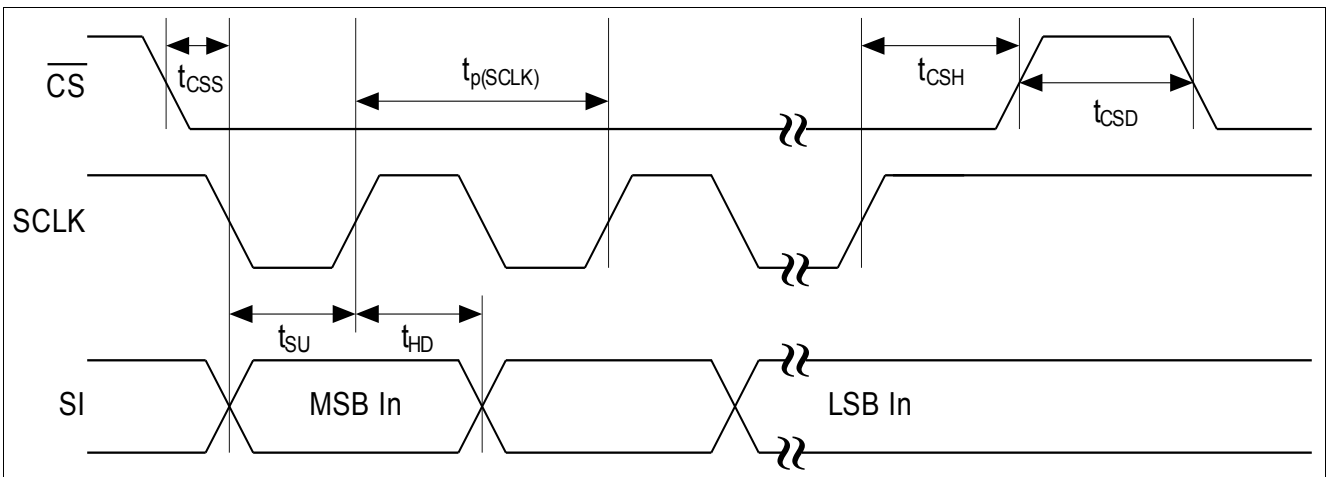 CS
tCSS
tp(SCLK)
tCSH
tCSD
SCLK
tSU
tHD
SI
MSB In
LSB In